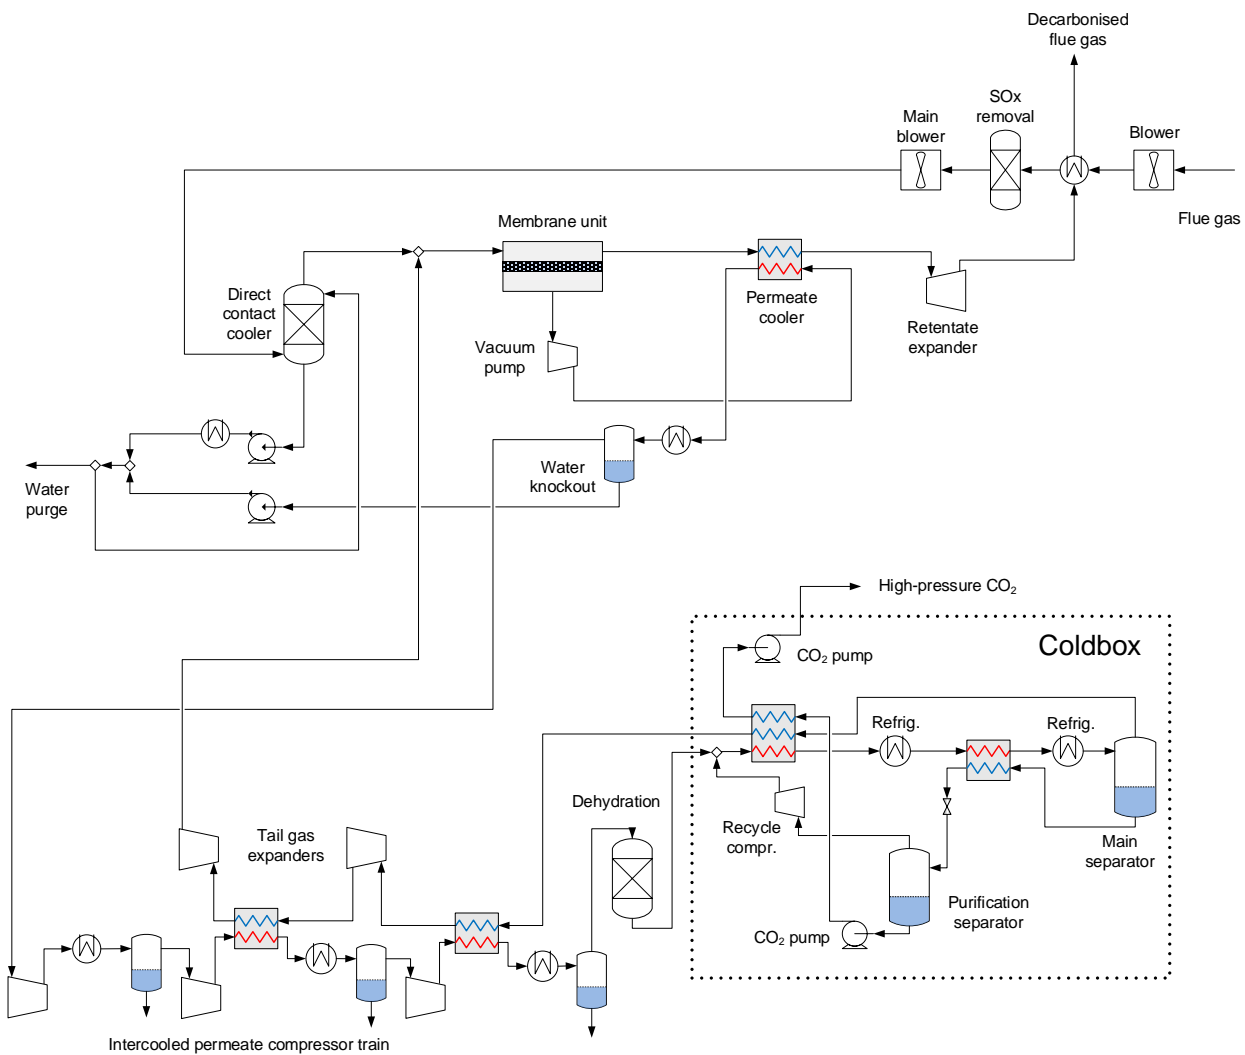 Decarbonised
flue gas
SOx
removal
Main
blower
Blower
Flue gas
Membrane unit
Direct
contact
cooler
Permeate
cooler
Retentate
expander
Vacuum
pump
Water
knockout
Water
purge
High-pressure CO₂
Coldbox
CO₂ pump
Refrig.
Refrig.
Dehydration
Recycle
compr.
Main
separator
Tail gas
expanders
Purification
separator
CO₂ pump
Intercooled permeate compressor train